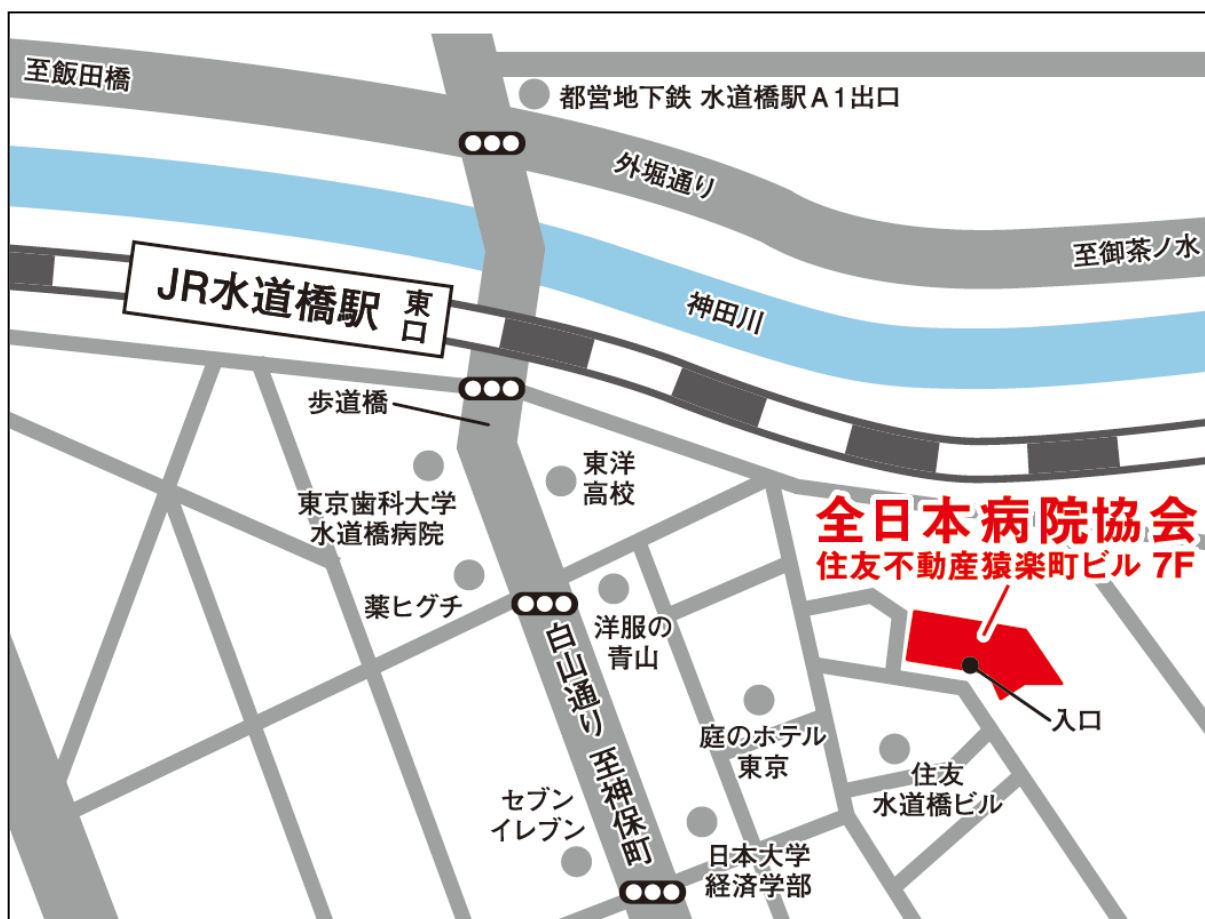 至飯田橋
都営地下鉄 水道橋駅A1出口
外堀通り
至御茶ノ水
JR水道橋駅 東口
神田川
歩道橋
東京歯科大学
水道橋病院
東洋
高校
全日本病院協会
住友不動産猿楽町ビル 7F
薬ヒグチ
洋服の
青山
白山通り 至神保町
入口
庭のホテル
東京
住友
水道橋ビル
セブン
イレブン
日本大学
経済学部